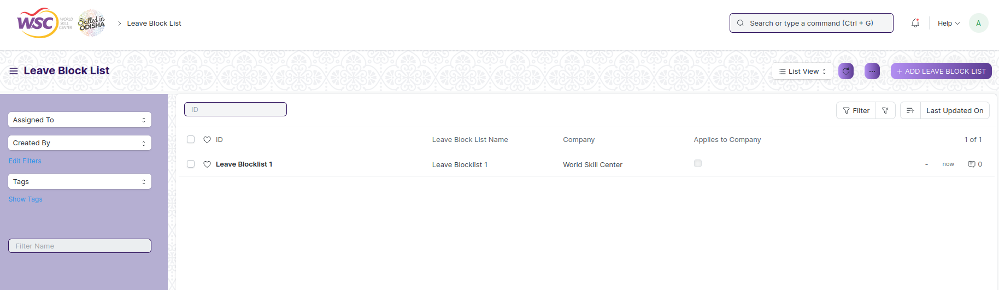 WSC WORLD SKILL CENTER
Skilled in ODISHA
Leave Block List
Search or type a command (Ctrl + G)
Help
A
Leave Block List
List View
+ ADD LEAVE BLOCK LIST
Assigned To
Created By
Edit Filters
Tags
Show Tags
Filter Name
ID
Filter
Last Updated On
ID Leave Block List Name Company Applies to Company 1 of 1
Leave Blocklist 1 Leave Blocklist 1 World Skill Center - now 0